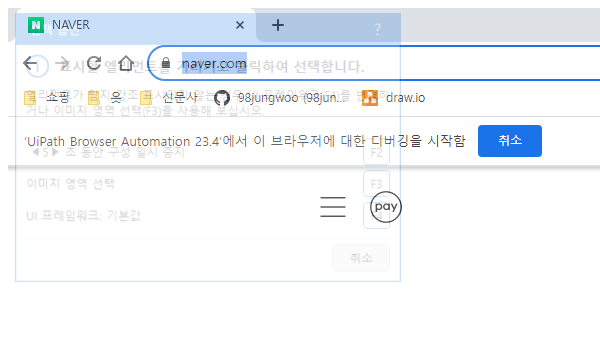 NAVER
선택 옵션 ?
naver.com
① 표시할 엘리먼트를 가리키고 클릭하여 선택합니다.
쇼핑 옷 신문사 98jungwoo (98jun... draw.io
거나 이미지 영역 선택(F3)을 사용해 보십시오.
'UiPath Browser Automation 23.4'에서 이 브라우저에 대한 디버깅을 시작함 취소
◀ 5 ▶ 초 동안 구성 일시 중지 F2
이미지 영역 선택 F3
UI 프레임워크: 기본값
pay
취소